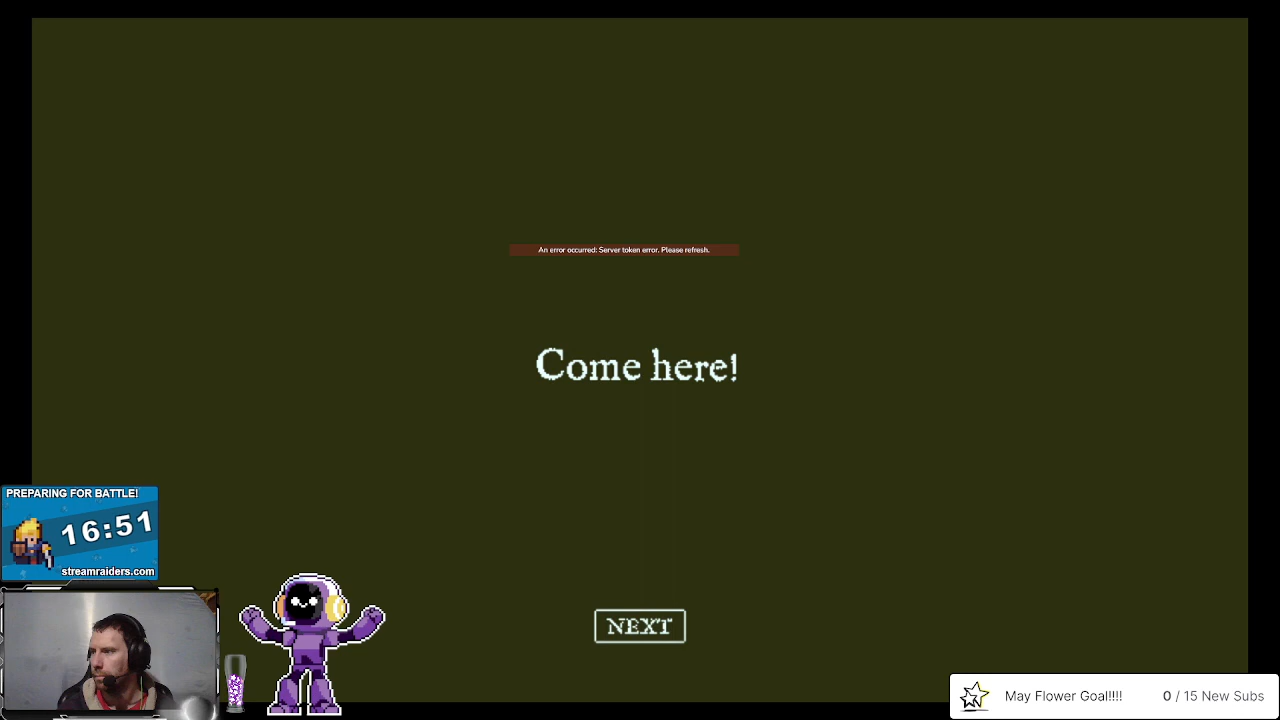 An error occurred: Server token error. Please refresh.
Come here!
PREPARING FOR BATTLE!
16:51
streamraiders.com
NEXT
May Flower Goal!!!! 0 / 15 New Subs